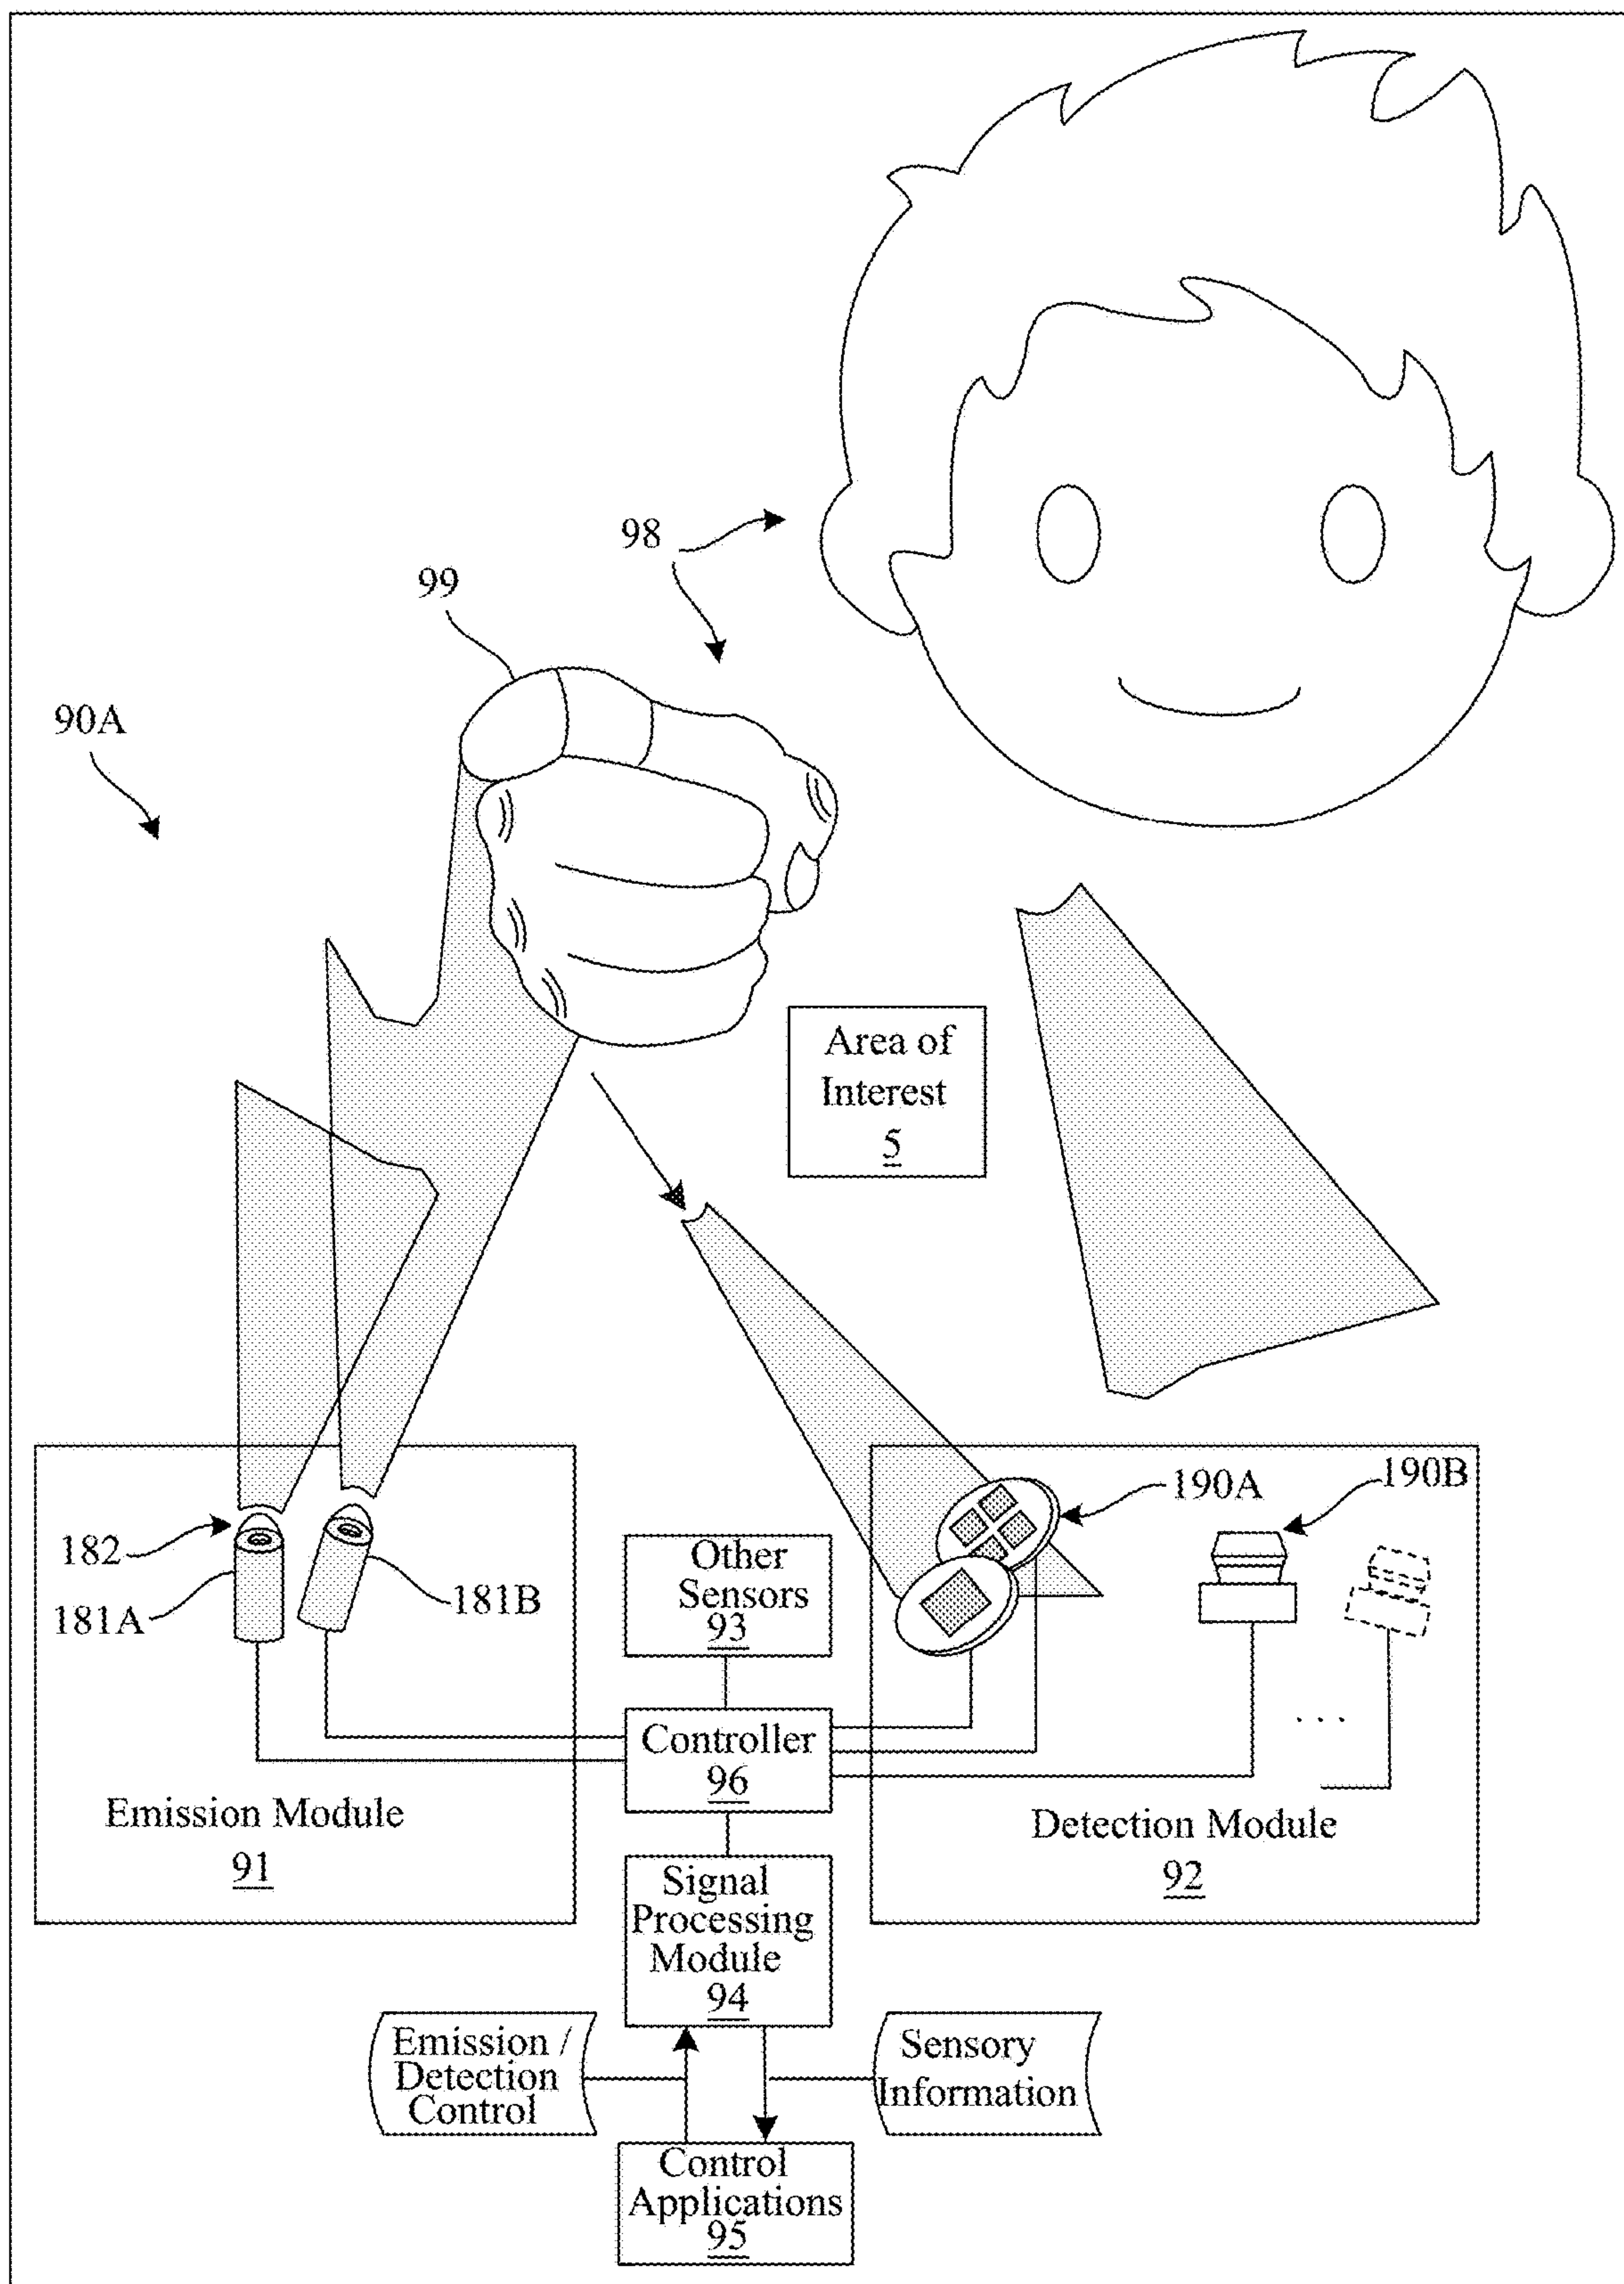 98
99
90A
Area of
Interest
5
190A
190B
182
181A
181B
Other
Sensors
93
Controller
96
Emission Module
91
Detection Module
92
Signal
Processing
Module
94
Emission /
Detection
Control
Sensory
Information
Control
Applications
95